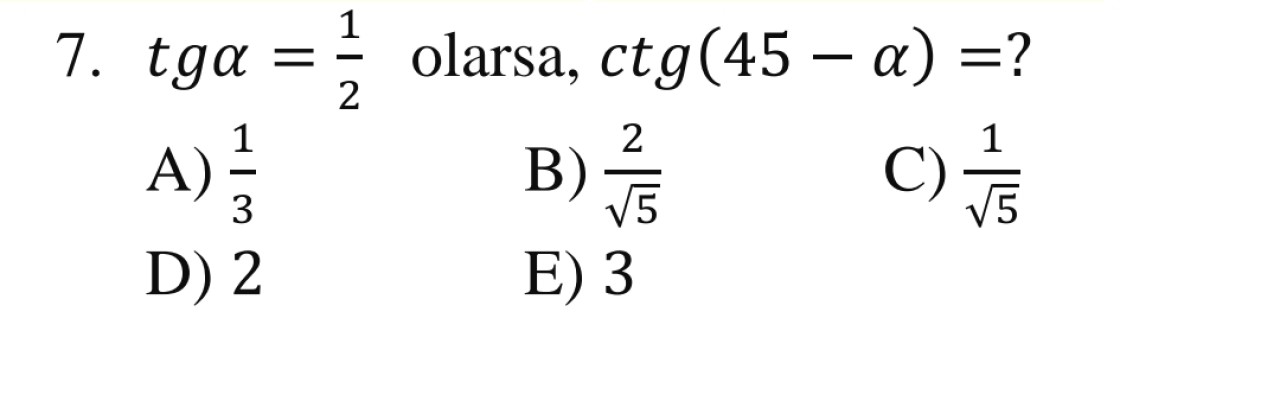 7. tgα = 1/2 olarsa, ctg(45 − α) =?
A) 1/3 B) 2/√5 C) 1/√5
D) 2 E) 3